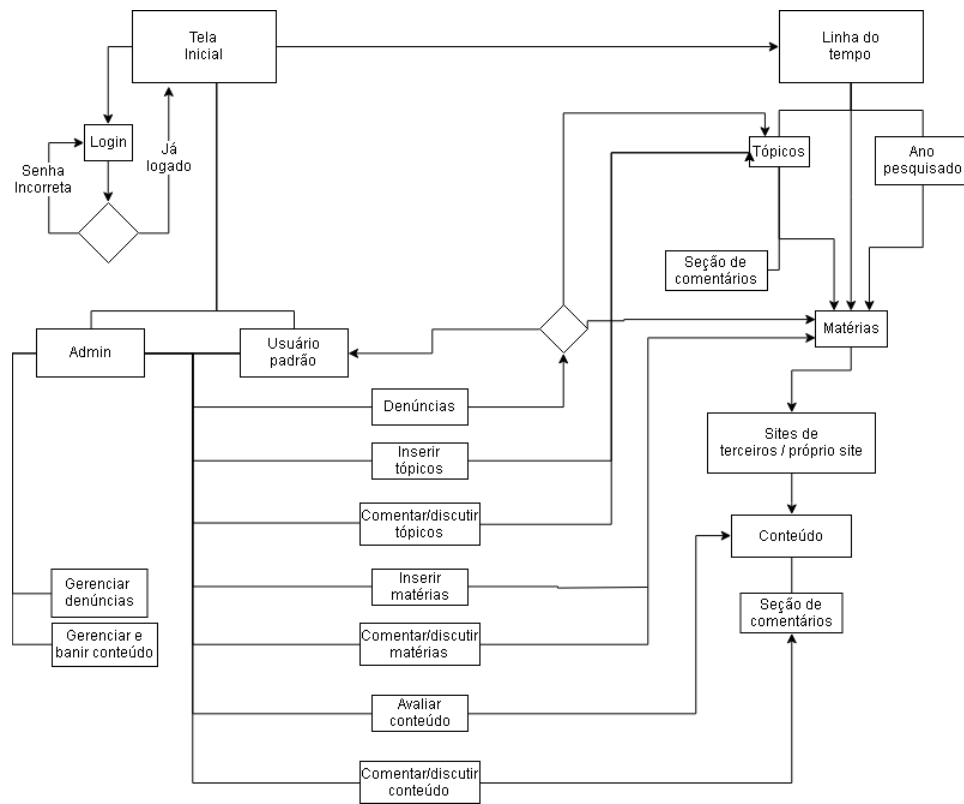 Tela
Inicial
Linha do
tempo
Login
Já
logado
Senha
Incorreta
Tópicos
Ano
pesquisado
Seção de
comentários
Matérias
Admin
Usuário
padrão
Denúncias
Inserir
tópicos
Sites de
terceiros / próprio site
Comentar/discutir
tópicos
Conteúdo
Gerenciar
denúncias
Inserir
matérias
Seção de
comentários
Gerenciar e
banir conteúdo
Comentar/discutir
matérias
Avaliar
conteúdo
Comentar/discutir
conteúdo